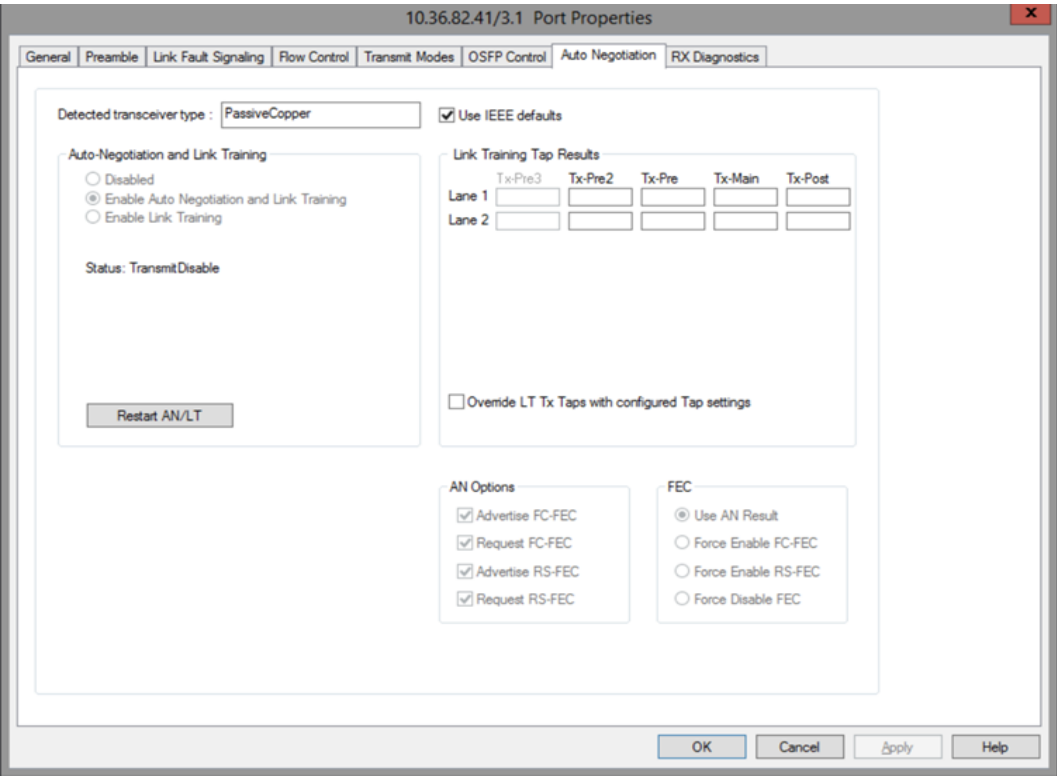 10.36.82.41/3.1 Port Properties
x
General Preamble Link Fault Signaling Flow Control Transmit Modes OSFP Control Auto Negotiation RX Diagnostics
Detected transceiver type : PassiveCopper
Use IEEE defaults
Auto-Negotiation and Link Training
Disabled
Enable Auto Negotiation and Link Training
Enable Link Training
Status: TransmitDisable
Restart AN/LT
Link Training Tap Results
Tx-Pre3 Tx-Pre2 Tx-Pre Tx-Main Tx-Post
Lane 1
Lane 2
Override LT Tx Taps with configured Tap settings
AN Options
Advertise FC-FEC
Request FC-FEC
Advertise RS-FEC
Request RS-FEC
FEC
Use AN Result
Force Enable FC-FEC
Force Enable RS-FEC
Force Disable FEC
OK Cancel Apply Help